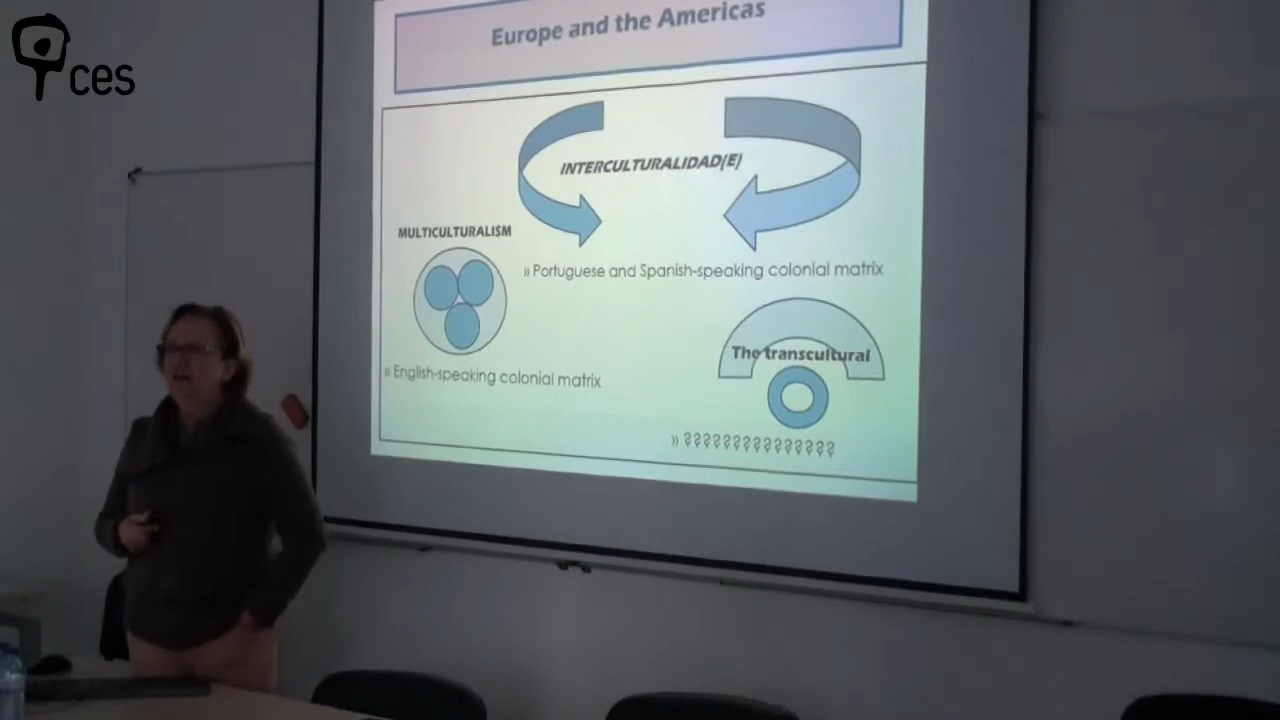 ces
Europe and the Americas
INTERCULTURALIDAD(E)
MULTICULTURALISM
» Portuguese and Spanish-speaking colonial matrix
The transcultural
» English-speaking colonial matrix
» ???????????????